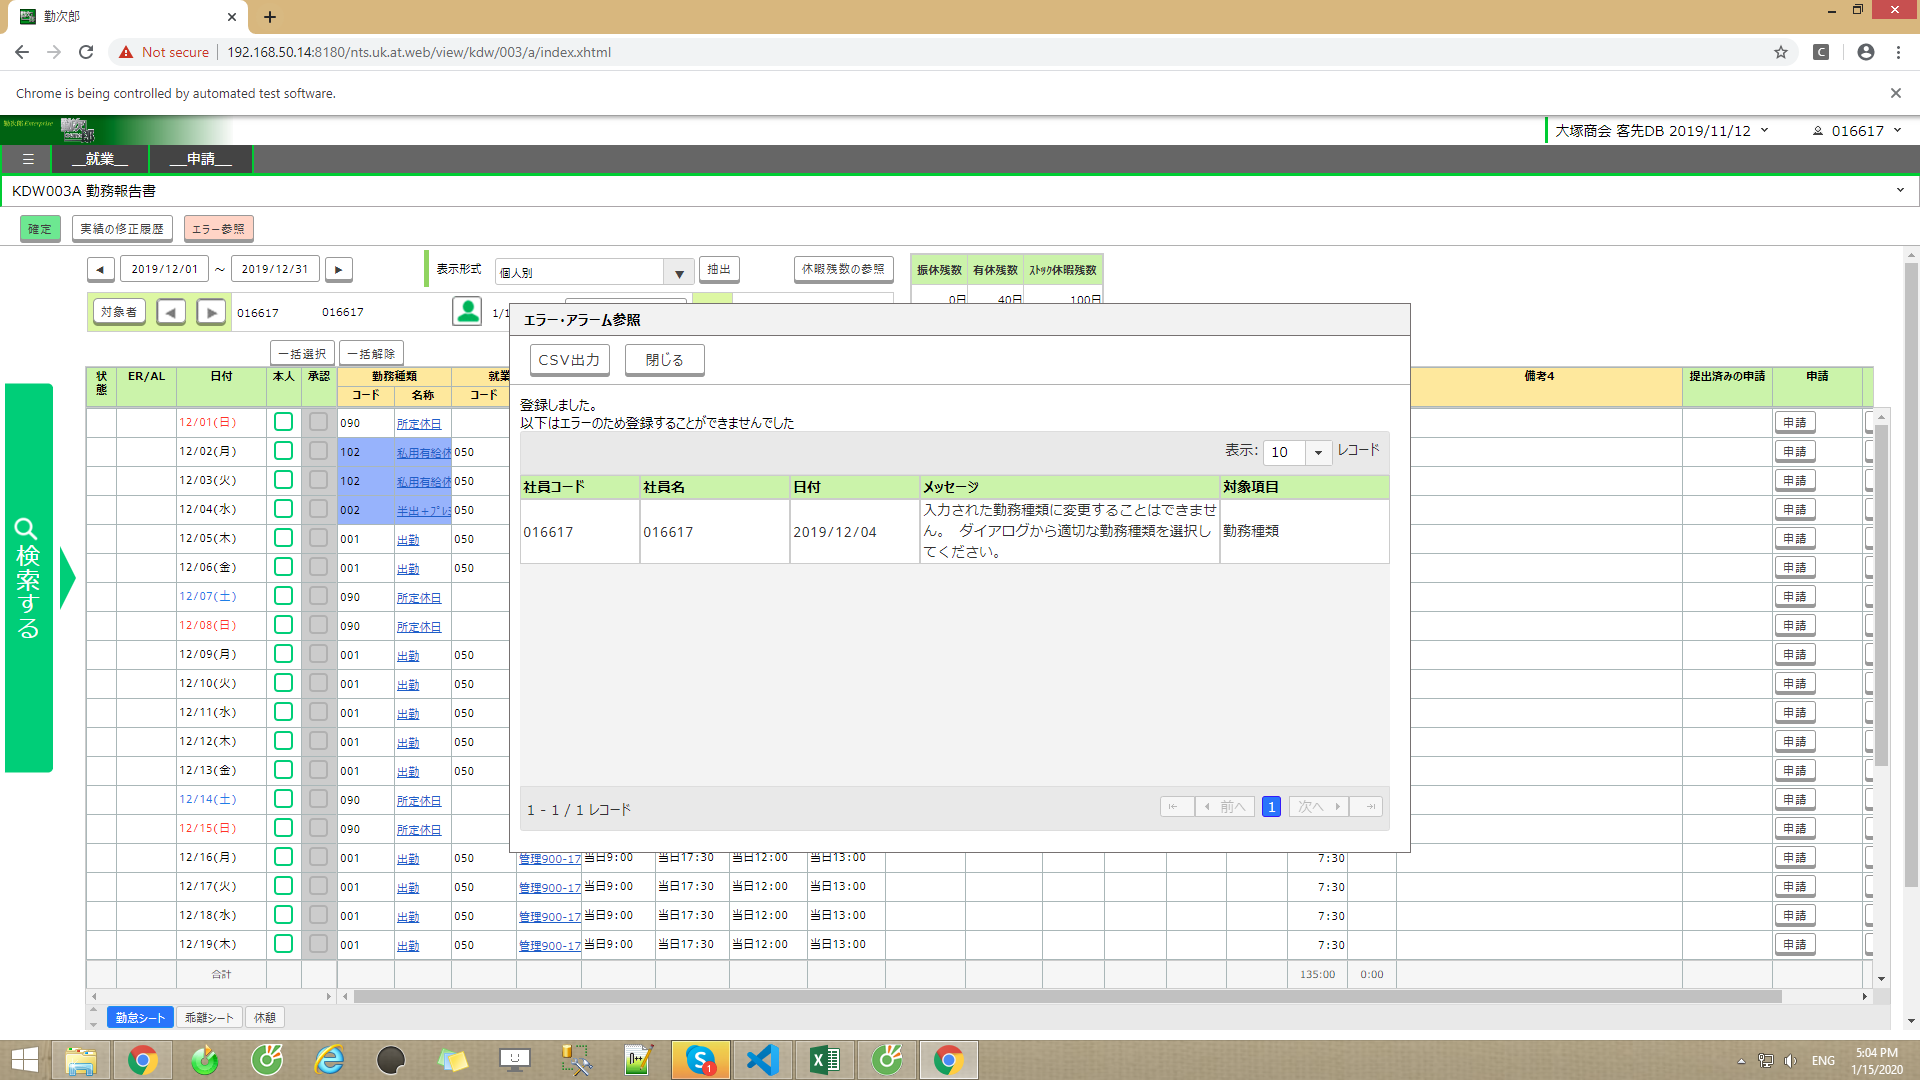 勤次郎
Not secure 192.168.50.14:8180/nts.uk.at.web/view/kdw/003/a/index.xhtml
Chrome is being controlled by automated test software.
大塚商会 客先DB 2019/11/12 016617
__就業__ __申請__
KDW003A 勤務報告書
確定 実績の修正履歴 エラー参照
2019/12/01 ～ 2019/12/31 表示形式 個人別 抽出 休暇残数の参照 振休残数 有休残数 ｽﾄｯｸ休暇残数
0日 40日 100日
対象者 016617 016617 1/1
一括選択 一括解除
状態 ER/AL 日付 本人 承認 勤務種類 就業 備考4 提出済みの申請 申請
コード 名称 コード
12/01(日) 090 所定休日 申請
12/02(月) 102 私用有給休 050 申請
12/03(火) 102 私用有給休 050 申請
12/04(水) 002 半出+ﾌﾟﾚ 050 申請
12/05(木) 001 出勤 050 申請
12/06(金) 001 出勤 050 申請
12/07(土) 090 所定休日 申請
12/08(日) 090 所定休日 申請
12/09(月) 001 出勤 050 申請
12/10(火) 001 出勤 050 申請
12/11(水) 001 出勤 050 申請
12/12(木) 001 出勤 050 申請
12/13(金) 001 出勤 050 申請
12/14(土) 090 所定休日 申請
12/15(日) 090 所定休日 申請
12/16(月) 001 出勤 050 管理900-17 当日9:00 当日17:30 当日12:00 当日13:00 7:30 申請
12/17(火) 001 出勤 050 管理900-17 当日9:00 当日17:30 当日12:00 当日13:00 7:30 申請
12/18(水) 001 出勤 050 管理900-17 当日9:00 当日17:30 当日12:00 当日13:00 7:30 申請
12/19(木) 001 出勤 050 管理900-17 当日9:00 当日17:30 当日12:00 当日13:00 7:30 申請
合計 135:00 0:00
勤怠シート 乖離シート 休憩
検索する
エラー・アラーム参照
CSV出力 閉じる
登録しました。
以下はエラーのため登録することができませんでした
表示: 10 レコード
社員コード 社員名 日付 メッセージ 対象項目
016617 016617 2019/12/04 入力された勤務種類に変更することはできません。 ダイアログから適切な勤務種類を選択してください。 勤務種類
1 - 1 / 1 レコード 前へ 1 次へ
ENG 5:04 PM
1/15/2020